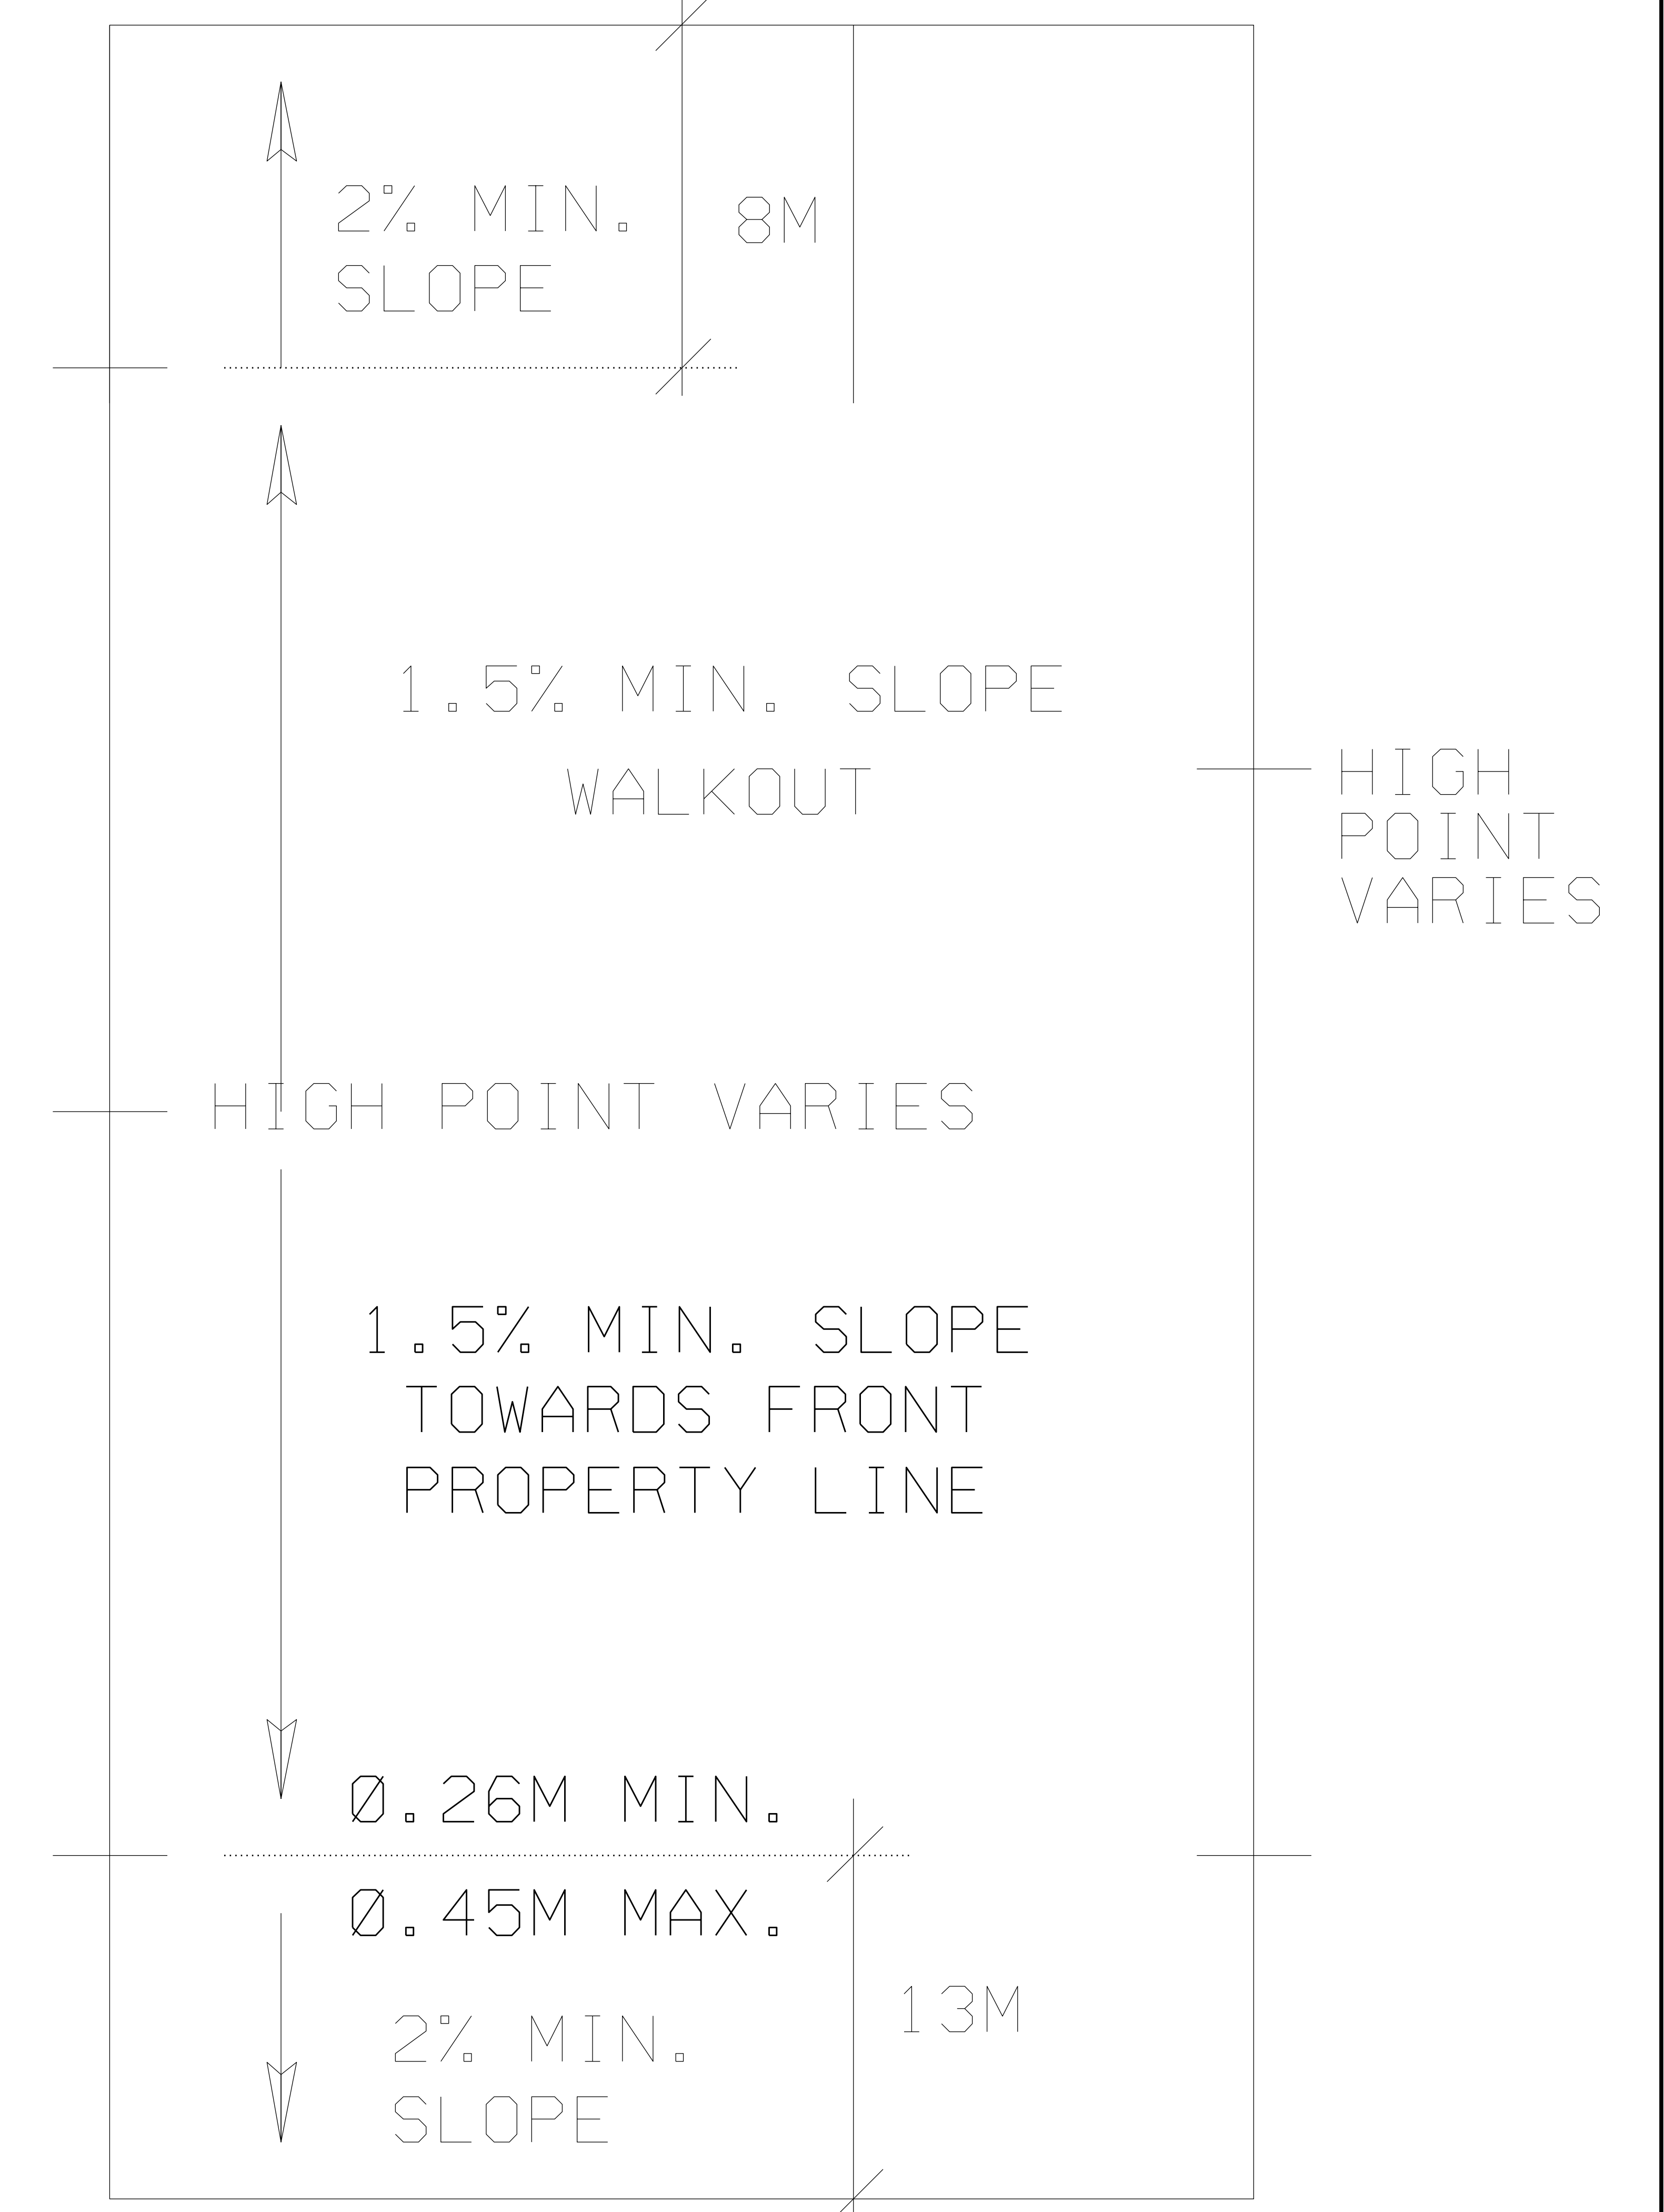 2% MIN.
SLOPE
8M
1.5% MIN. SLOPE
WALKOUT
HIGH
POINT
VARIES
HIGH POINT VARIES
1.5% MIN. SLOPE
TOWARDS FRONT
PROPERTY LINE
0.26M MIN.
0.45M MAX.
13M
2% MIN.
SLOPE